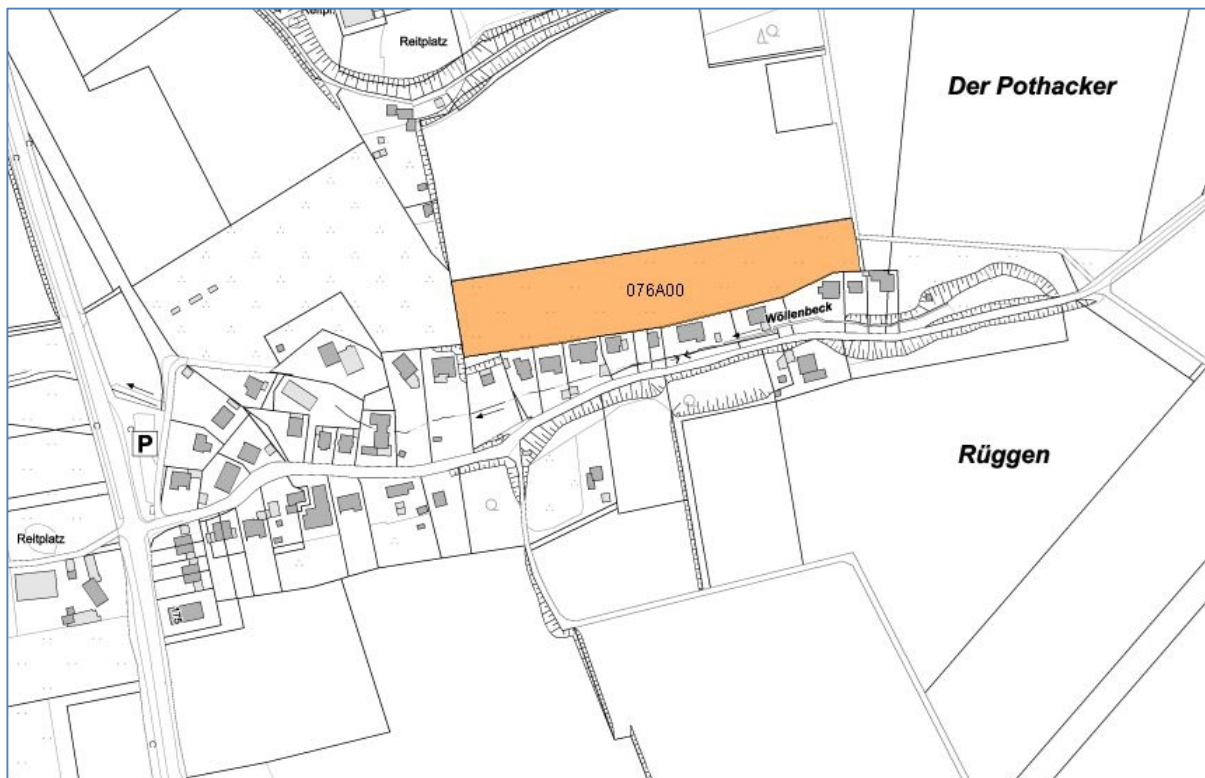 Reitplatz
Der Pothacker
076A00
Wöllenbeck
P
Rüggen
Reitplatz
175